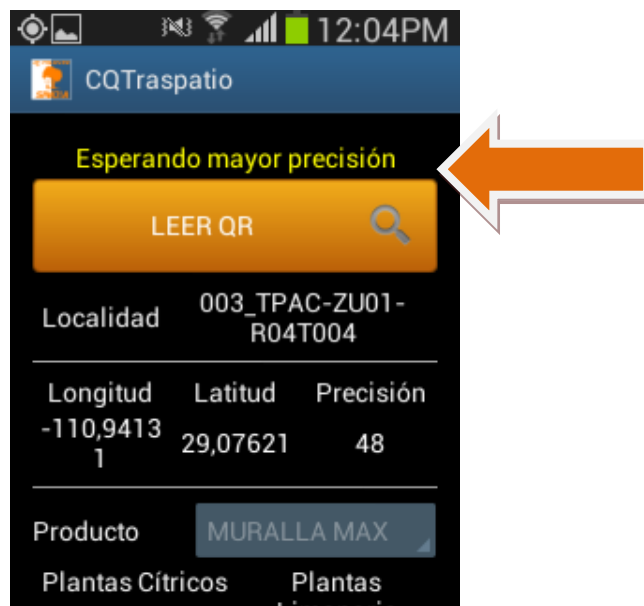 12:04PM
CQTraspatio
Esperando mayor precisión
LEER QR
Localidad 003_TPAC-ZU01-
R04T004
Longitud Latitud Precisión
-110,9413
1 29,07621 48
Producto MURALLA MAX
Plantas Cítricos Plantas